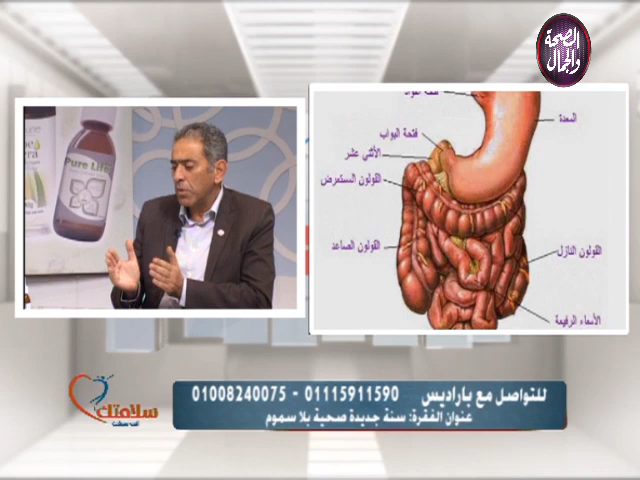 الصحة
والجمال
المعدة
فتحة البواب
الأثني عشر
القولون المستعرض
القولون الصاعد
القولون النازل
الأمعاء الرفيعة
Pure Life
للتواصل مع باراديس 01115911590 - 01008240075
عنوان الفقرة: سنة جديدة صحية بلا سموم
سلامتك